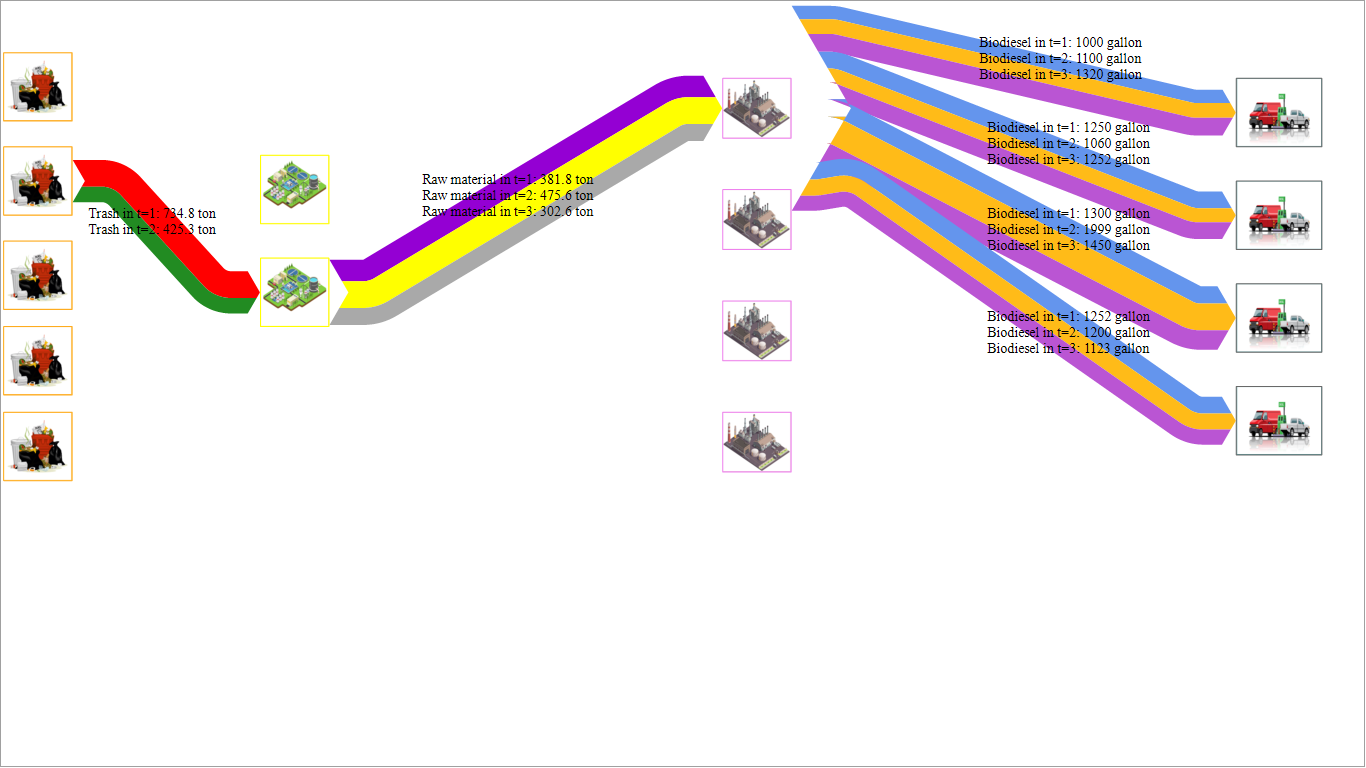 Trash in t=1: 734.8 ton
Trash in t=2: 425.3 ton
Raw material in t=1: 381.8 ton
Raw material in t=2: 475.6 ton
Raw material in t=3: 302.6 ton
Biodiesel in t=1: 1000 gallon
Biodiesel in t=2: 1100 gallon
Biodiesel in t=3: 1320 gallon
Biodiesel in t=1: 1250 gallon
Biodiesel in t=2: 1060 gallon
Biodiesel in t=3: 1252 gallon
Biodiesel in t=1: 1300 gallon
Biodiesel in t=2: 1999 gallon
Biodiesel in t=3: 1450 gallon
Biodiesel in t=1: 1252 gallon
Biodiesel in t=2: 1200 gallon
Biodiesel in t=3: 1123 gallon